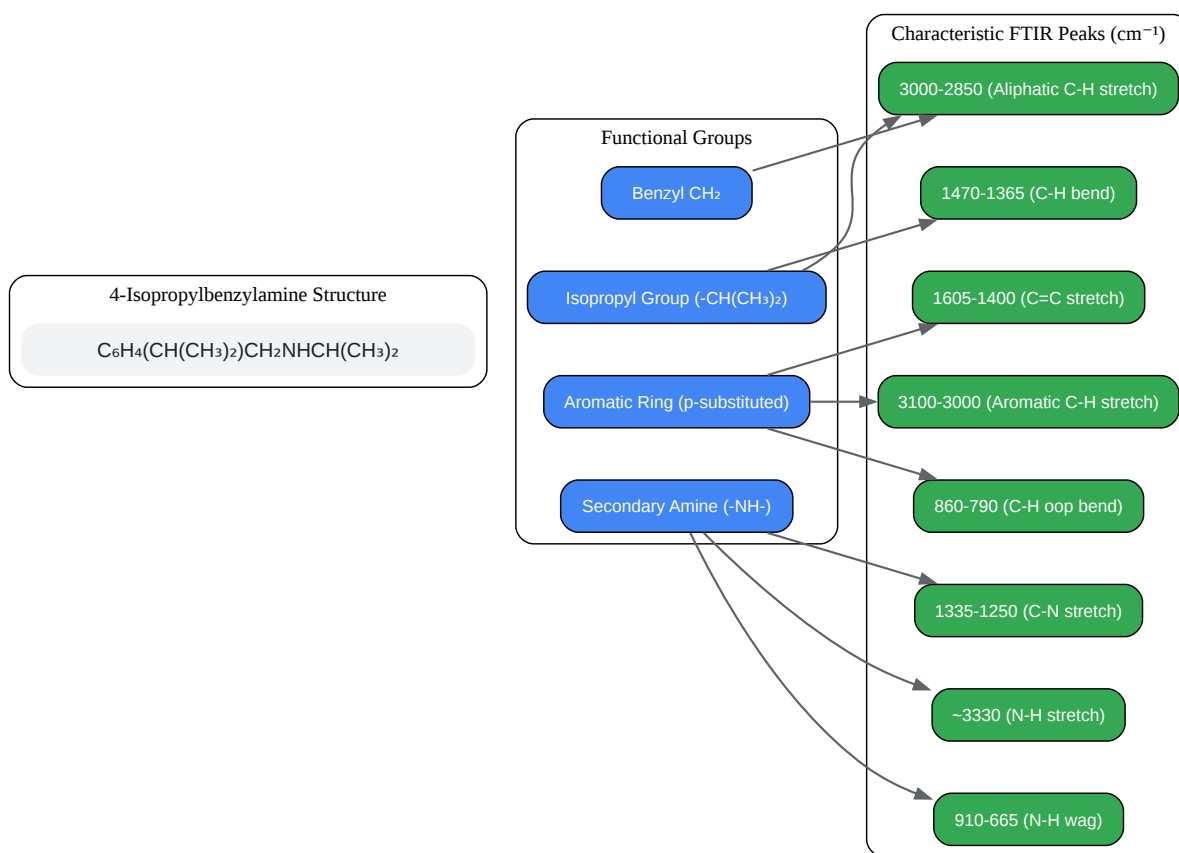 4-Isopropylbenzylamine Structure
C₆H₄(CH(CH₃)₂)CH₂NHCH(CH₃)₂
Functional Groups
Benzyl CH₂
Isopropyl Group (-CH(CH₃)₂)
Aromatic Ring (p-substituted)
Secondary Amine (-NH-)
Characteristic FTIR Peaks (cm⁻¹)
3000-2850 (Aliphatic C-H stretch)
1470-1365 (C-H bend)
1605-1400 (C=C stretch)
3100-3000 (Aromatic C-H stretch)
860-790 (C-H oop bend)
1335-1250 (C-N stretch)
~3330 (N-H stretch)
910-665 (N-H wag)